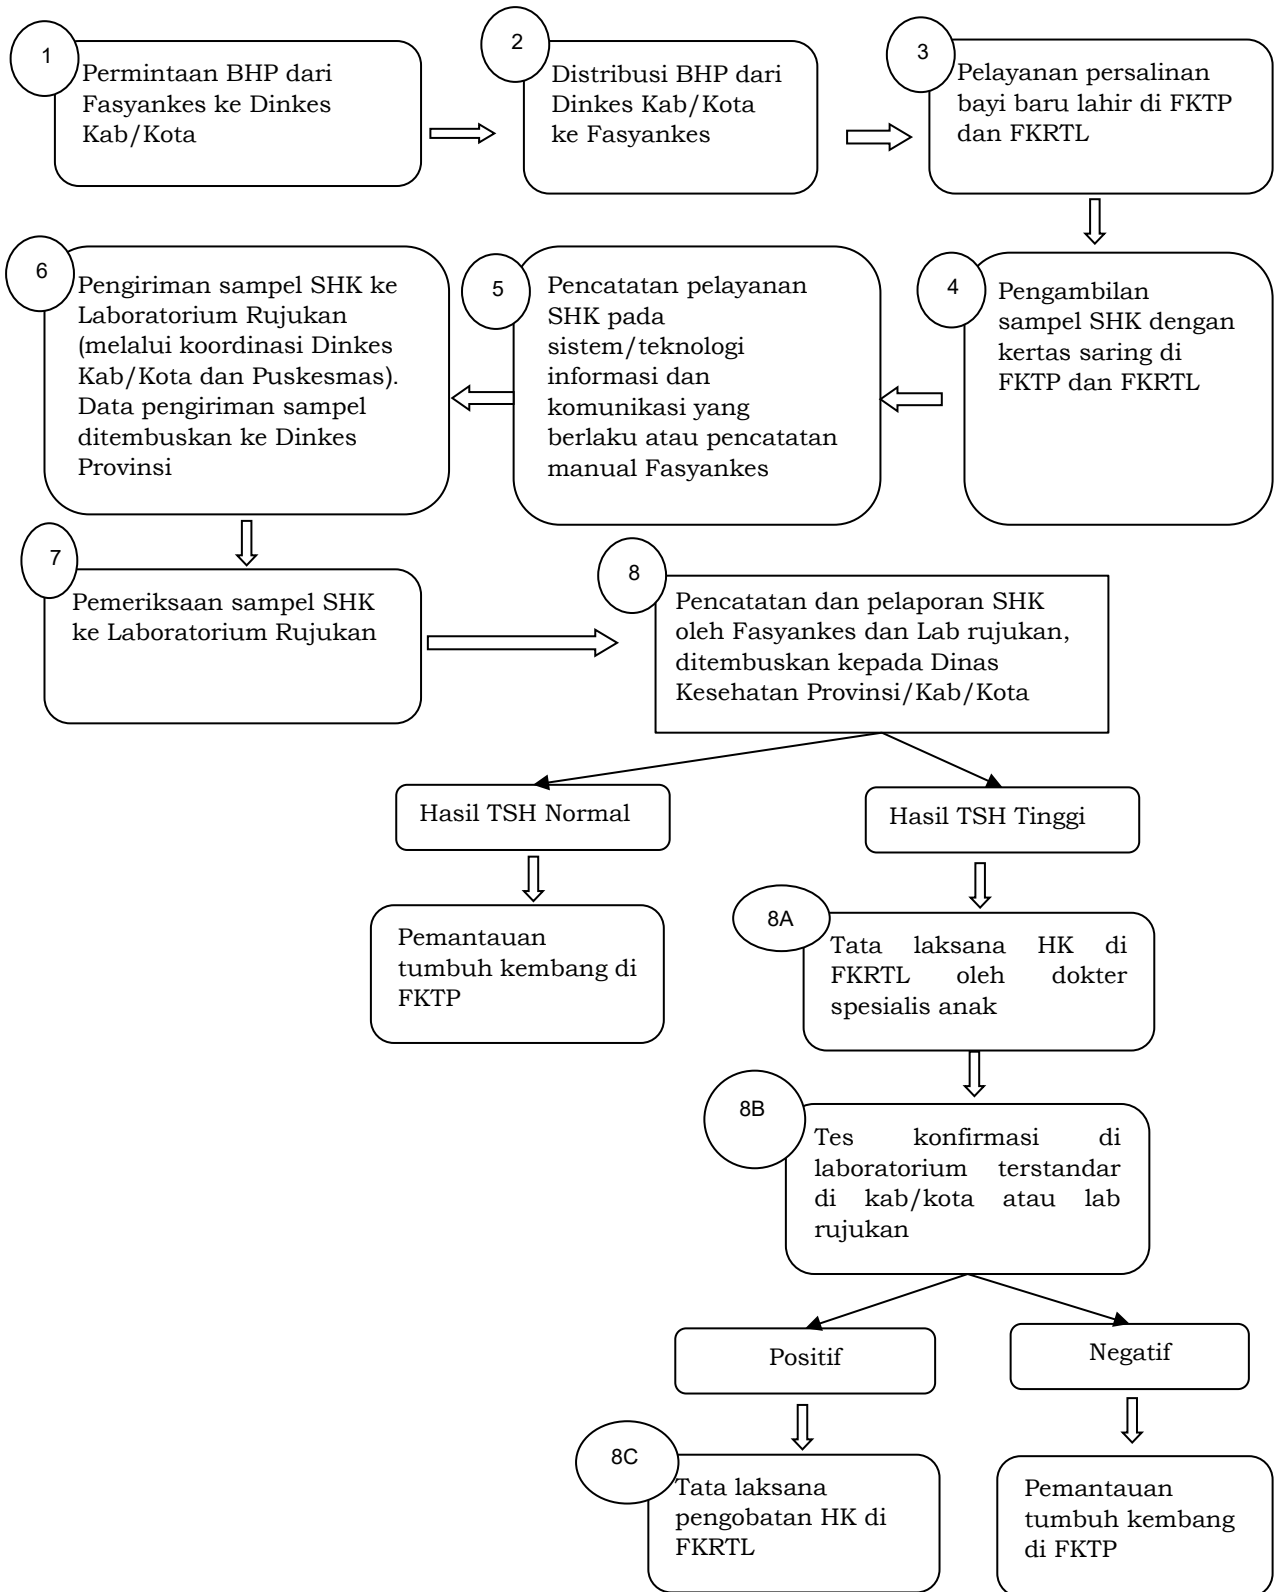 1
Permintaan BHP dari
Fasyankes ke Dinkes
Kab/Kota
2
Distribusi BHP dari
Dinkes Kab/Kota
ke Fasyankes
3
Pelayanan persalinan
bayi baru lahir di FKTP
dan FKRTL
4
Pengambilan
sampel SHK dengan
kertas saring di
FKTP dan FKRTL
5
Pencatatan pelayanan
SHK pada
sistem/teknologi
informasi dan
komunikasi yang
berlaku atau pencatatan
manual Fasyankes
6
Pengiriman sampel SHK ke
Laboratorium Rujukan
(melalui koordinasi Dinkes
Kab/Kota dan Puskesmas).
Data pengiriman sampel
ditembuskan ke Dinkes
Provinsi
7
Pemeriksaan sampel SHK
ke Laboratorium Rujukan
8
Pencatatan dan pelaporan SHK
oleh Fasyankes dan Lab rujukan,
ditembuskan kepada Dinas
Kesehatan Provinsi/Kab/Kota
Hasil TSH Normal
Pemantauan
tumbuh kembang di
FKTP
Hasil TSH Tinggi
8A
Tata laksana HK di
FKRTL oleh dokter
spesialis anak
8B
Tes konfirmasi di
laboratorium terstandar
di kab/kota atau lab
rujukan
Positif
8C
Tata laksana
pengobatan HK di
FKRTL
Negatif
Pemantauan
tumbuh kembang
di FKTP